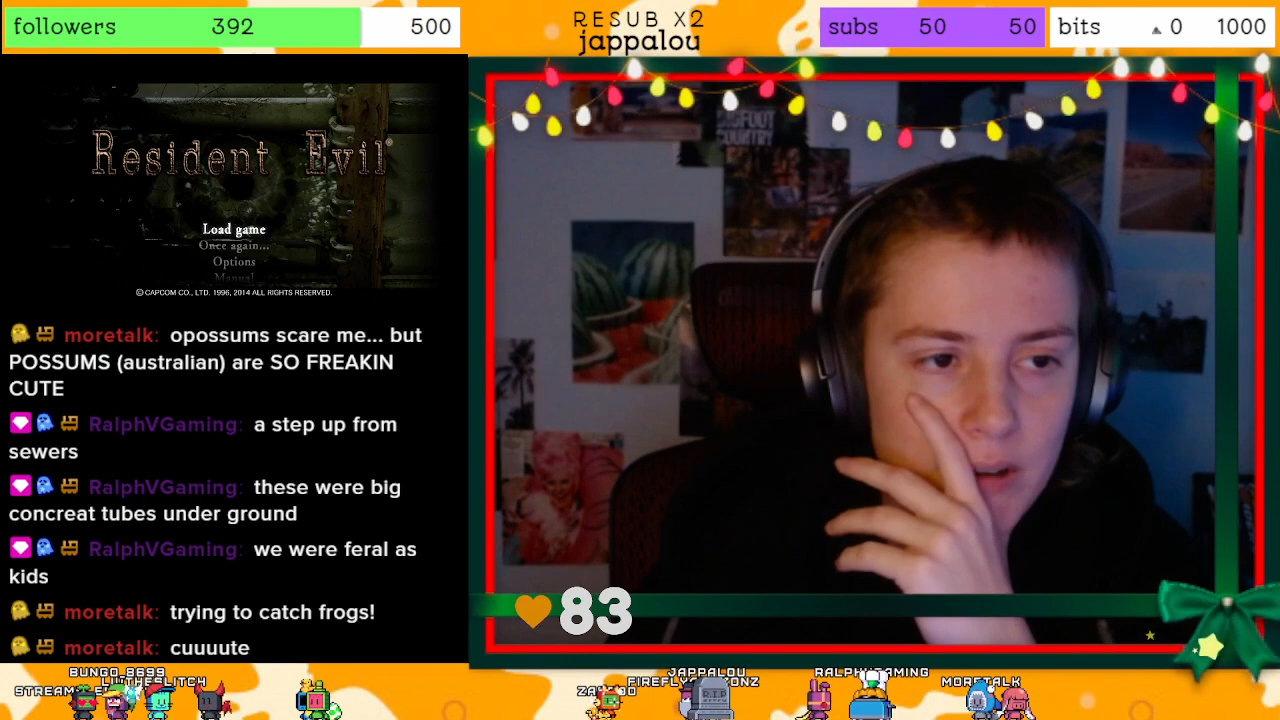 followers 392 500
RESUB X2
jappalou
subs 50 50
bits 0 1000
BIGFOOT
COUNTRY
Resident Evil®
Load game
Once again...
Options
Manual
© CAPCOM CO., LTD. 1996, 2014 ALL RIGHTS RESERVED.
moretalk: opossums scare me... but
POSSUMS (australian) are SO FREAKIN
CUTE
RalphVGaming: a step up from
sewers
RalphVGaming: these were big
concreat tubes under ground
RalphVGaming: we were feral as
kids
moretalk: trying to catch frogs!
moretalk: cuuuute
83
BUNGO_8699
JAPPALOU
RALPHVGAMING
MORETALK
R.I.P